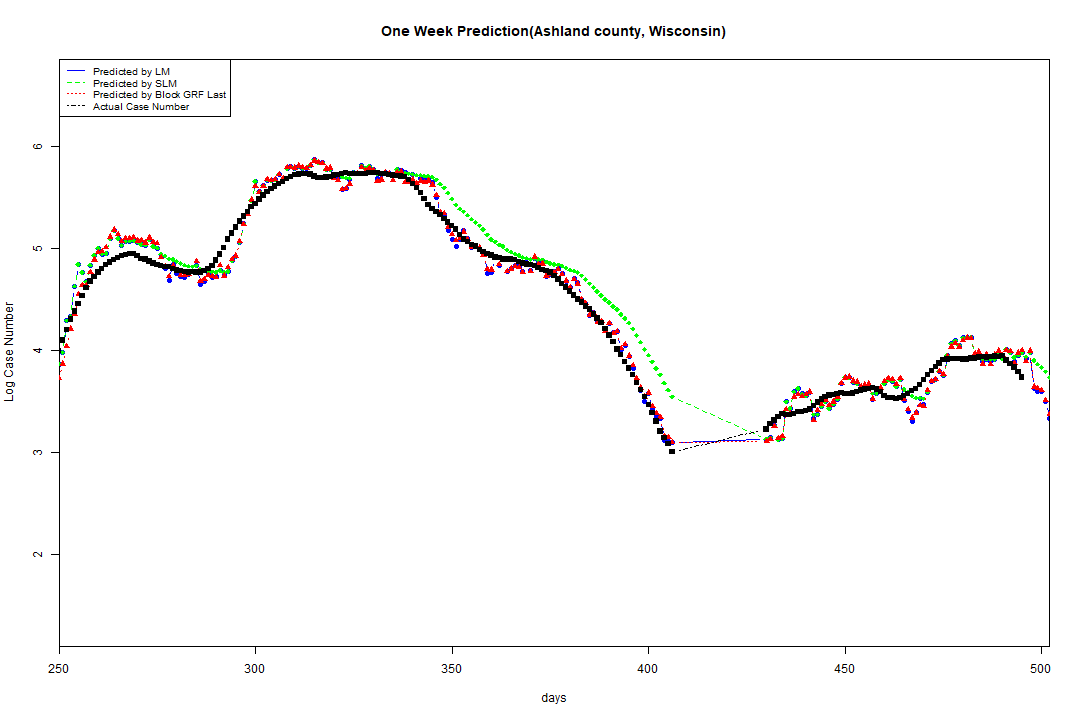 One Week Prediction(Ashland county, Wisconsin)
Predicted by LM
Predicted by SLM
Predicted by Block GRF Last
Actual Case Number
6
5
4
3
2
Log Case Number
250 300 350 400 450 500
days